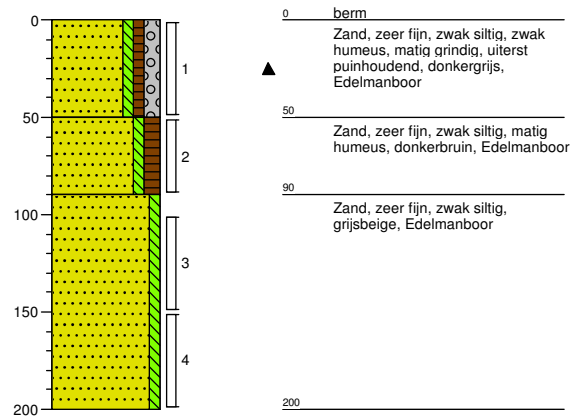 0
50
100
150
200
1
2
3
4
0
berm
Zand, zeer fijn, zwak siltig, zwak
humeus, matig grindig, uiterst
puinhoudend, donkergrijs,
Edelmanboor
50
Zand, zeer fijn, zwak siltig, matig
humeus, donkerbruin, Edelmanboor
90
Zand, zeer fijn, zwak siltig,
grijsbeige, Edelmanboor
200